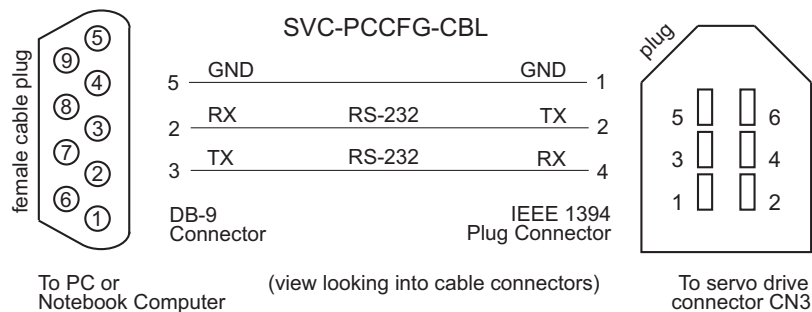 SVC-PCCFG-CBL
female cable plug
5
9
4
8
3
7
2
6
1
5 GND GND 1
2 RX RS-232 TX 2
3 TX RS-232 RX 4
DB-9
Connector
IEEE 1394
Plug Connector
plug
5 6
3 4
1 2
To PC or
Notebook Computer
(view looking into cable connectors)
To servo drive
connector CN3